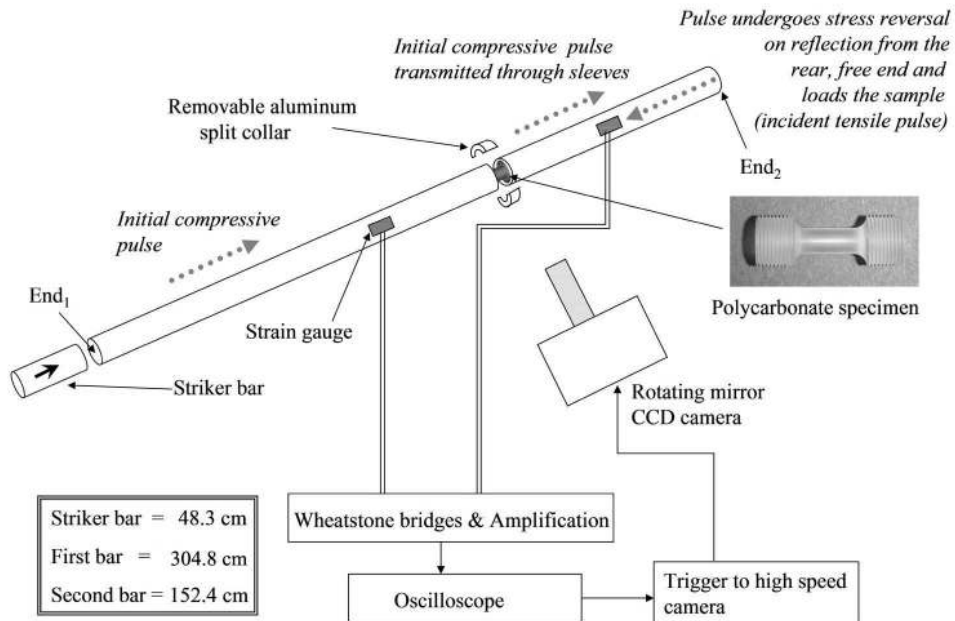 Pulse undergoes stress reversal
on reflection from the
rear, free end and
loads the sample
(incident tensile pulse)
Initial compressive pulse
transmitted through sleeves
Removable aluminum
split collar
End₂
Initial compressive
pulse
End₁
Strain gauge
Polycarbonate specimen
Striker bar
Rotating mirror
CCD camera
Striker bar = 48.3 cm
First bar = 304.8 cm
Second bar = 152.4 cm
Wheatstone bridges & Amplification
Oscilloscope
Trigger to high speed
camera